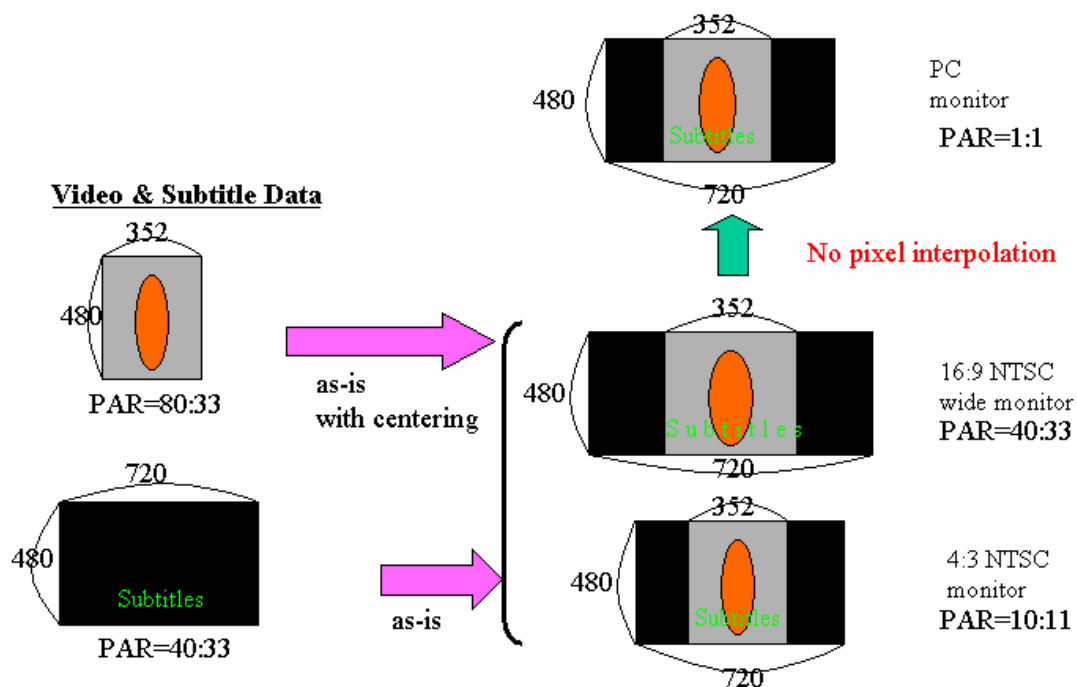 Video & Subtitle Data
352
480
PAR=80:33
720
480
Subtitles
PAR=40:33
as-is
with centering
as-is
352
480
Subtitles
720
PC
monitor
PAR=1:1
No pixel interpolation
352
480
Subtitles
720
16:9 NTSC
wide monitor
PAR=40:33
352
480
Subtitles
720
4:3 NTSC
monitor
PAR=10:11